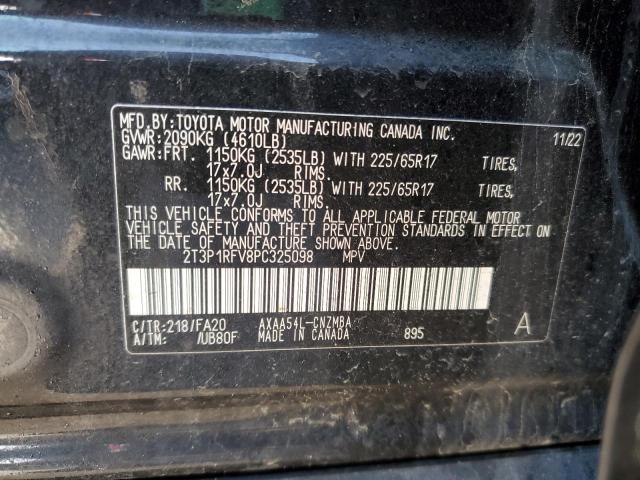 MFD.BY:TOYOTA MOTOR MANUFACTURING CANADA INC. 11/22
GVWR:2090KG (4610LB)
GAWR:FRT. 1150KG (2535LB) WITH 225/65R17 TIRES,
17x7.0J RIMS.
RR. 1150KG (2535LB) WITH 225/65R17 TIRES,
17x7.0J RIMS.
THIS VEHICLE CONFORMS TO ALL APPLICABLE FEDERAL MOTOR
VEHICLE SAFETY AND THEFT PREVENTION STANDARDS IN EFFECT
ON THE DATE OF MANUFACTURE SHOWN ABOVE.
2T3P1RFV8PC325098 MPV
C/TR:218/FA20 AXAA54L-CNZMBA A
A/TM: /UB80F MADE IN CANADA 895